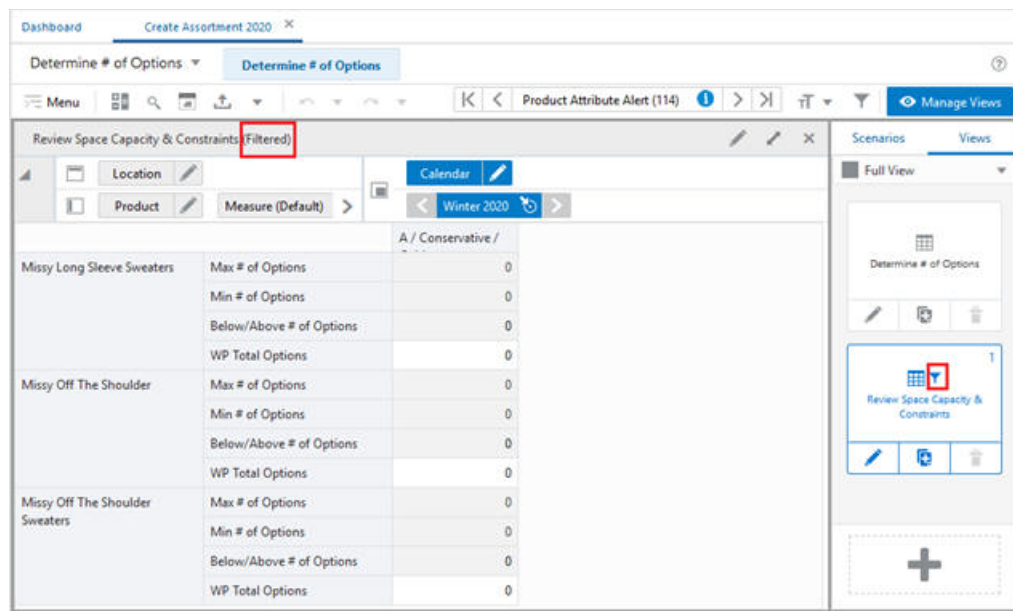 Dashboard Create Assortment 2020 ×
Determine # of Options Determine # of Options
Menu Product Attribute Alert (114) Manage Views
Review Space Capacity & Constraints (Filtered)
Scenarios Views
Full View
Location Calendar
Product Measure (Default) Winter 2020
A / Conservative /
Missy Long Sleeve Sweaters Max # of Options 0
Min # of Options 0
Below/Above # of Options 0
WP Total Options 0
Missy Off The Shoulder Max # of Options 0
Min # of Options 0
Below/Above # of Options 0
WP Total Options 0
Missy Off The Shoulder Max # of Options 0
Sweaters
Min # of Options 0
Below/Above # of Options 0
WP Total Options 0
Determine # of Options
1
Review Space Capacity &
Constraints